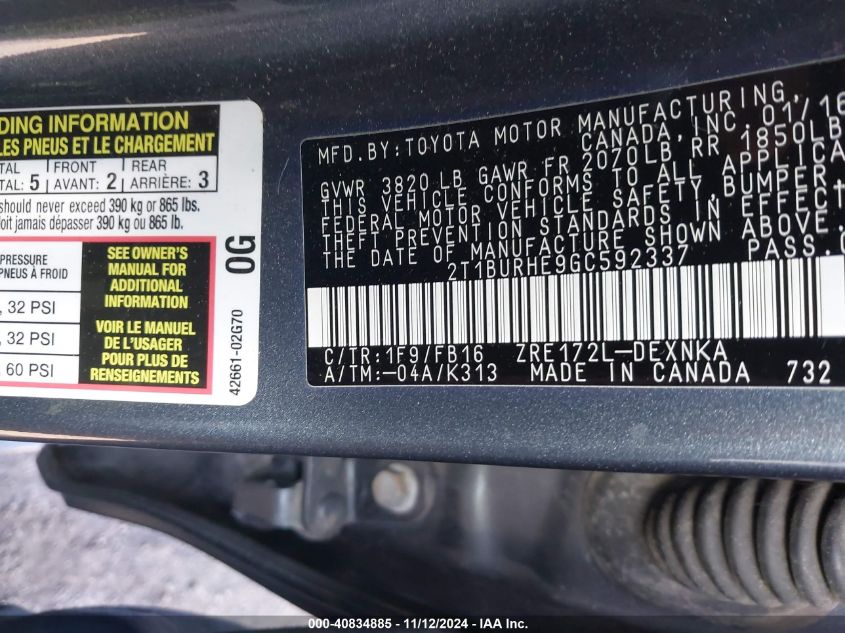 DING INFORMATION
LES PNEUS ET LE CHARGEMENT
TAL FRONT REAR
TAL: 5 AVANT: 2 ARRIÈRE: 3
should never exceed 390 kg or 865 lbs.
doit jamais dépasser 390 kg ou 865 lb.
PRESSURE
PNEUS À FROID
, 32 PSI
, 32 PSI
60 PSI
SEE OWNER'S
MANUAL FOR
ADDITIONAL
INFORMATION
VOIR LE MANUEL
DE L'USAGER
POUR PLUS DE
RENSEIGNEMENTS
0G
42661-02G70
MFD.BY:TOYOTA MOTOR MANUFACTURING,
CANADA, INC. 01/16
GVWR 3820 LB GAWR FR 2070LB, RR 1850LB
THIS VEHICLE CONFORMS TO ALL APPLICA
FEDERAL MOTOR VEHICLE SAFETY, BUMPER,
THEFT PREVENTION STANDARDS IN EFFECT
THE DATE OF MANUFACTURE SHOWN ABOVE.
2T1BURHE9GC592337 PASS.
C/TR:1F9/FB16 ZRE172L-DEXNKA
A/TM:-04A/K313 MADE IN CANADA 732
000-40834885 - 11/12/2024 - IAA Inc.